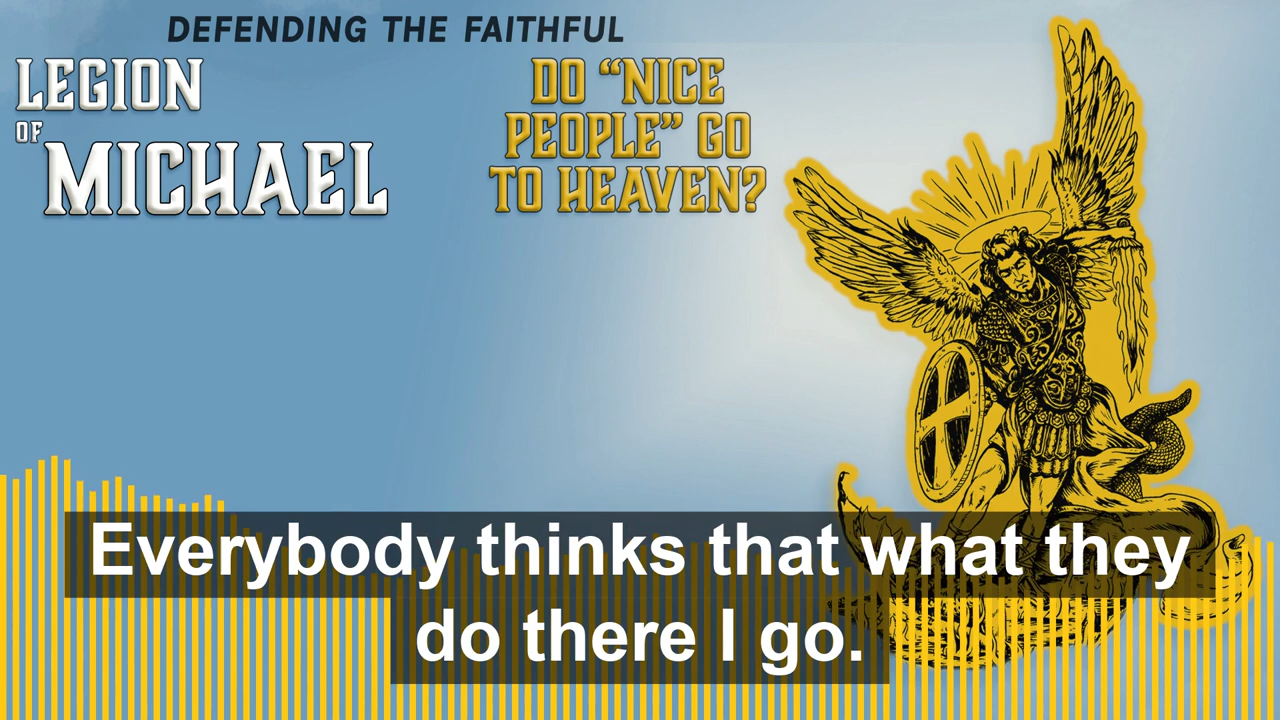 DEFENDING THE FAITHFUL
LEGION
OF
MICHAEL
DO “NICE
PEOPLE” GO
TO HEAVEN?
Everybody thinks that what they
do there I go.